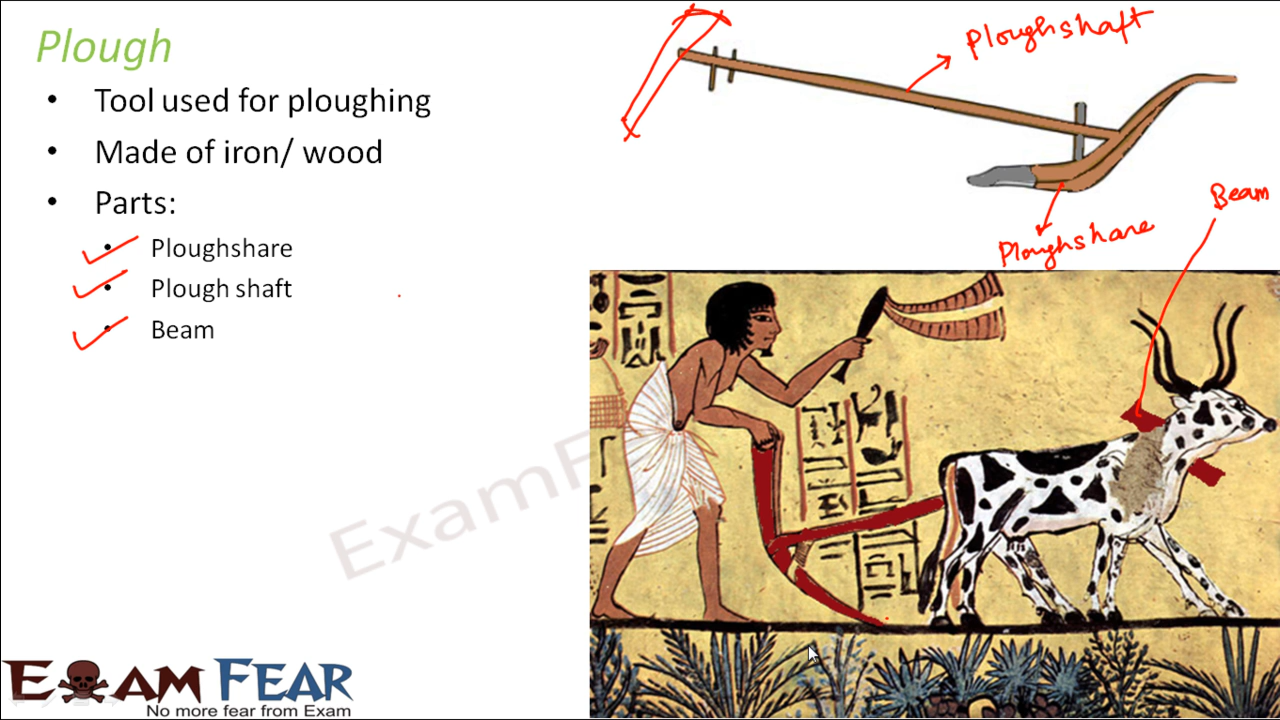 Plough
• Tool used for ploughing
• Made of iron/ wood
• Parts:
• Ploughshare
• Plough shaft
• Beam
Ploughshaft
Ploughshare
Beam
ExamF
EXAM FEAR
No more fear from Exam